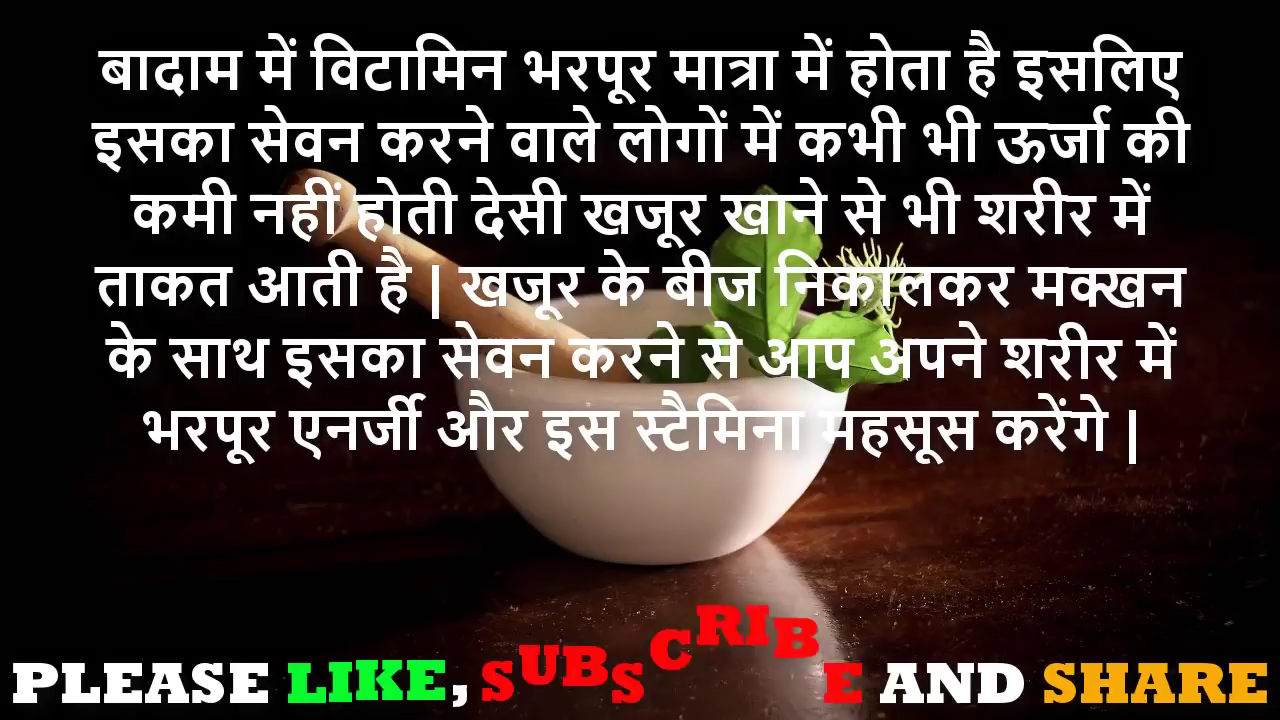 बादाम में विटामिन भरपूर मात्रा में होता है इसलिए
इसका सेवन करने वाले लोगों में कभी भी ऊर्जा की
कमी नहीं होती देसी खजूर खाने से भी शरीर में
ताकत आती है | खजूर के बीज निकालकर मक्खन
के साथ इसका सेवन करने से आप अपने शरीर में
भरपूर एनर्जी और इस स्टैमिना महसूस करेंगे |
PLEASE LIKE, SUBSCRIBE AND SHARE